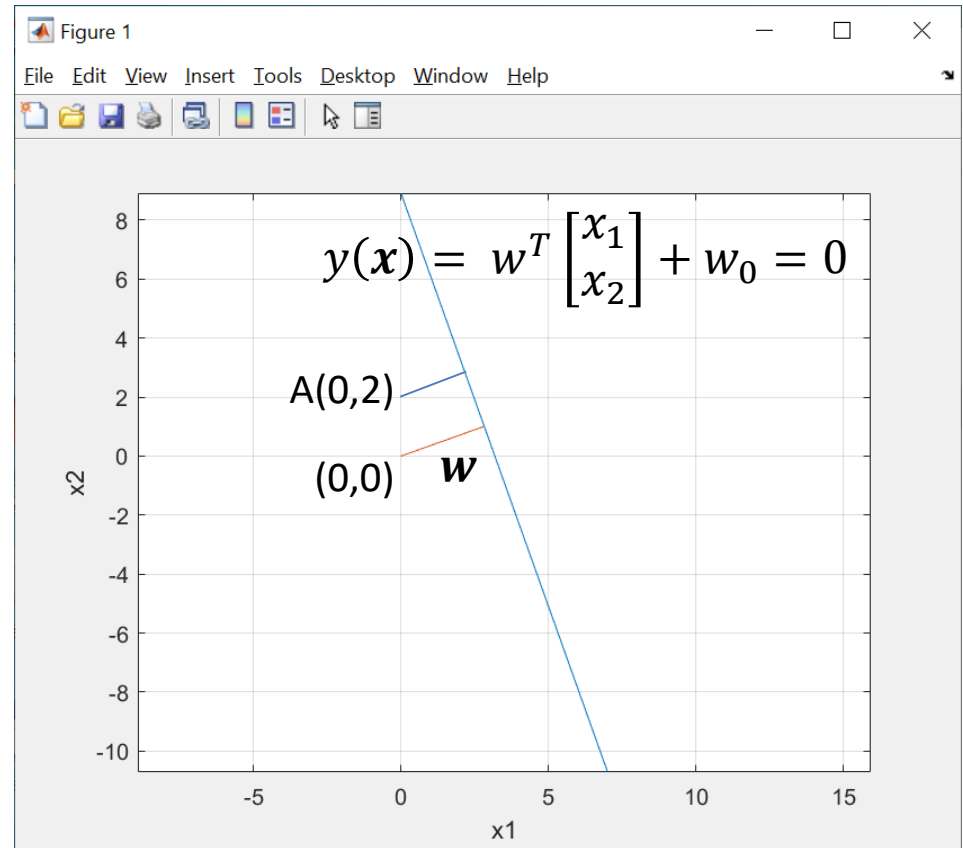 Figure 1
File Edit View Insert Tools Desktop Window Help
y(x) = w^T [x₁ x₂] + w₀ = 0
A(0,2)
(0,0)
w
8
6
4
2
0
-2
-4
-6
-8
-10
x2
-5 0 5 10 15
x1